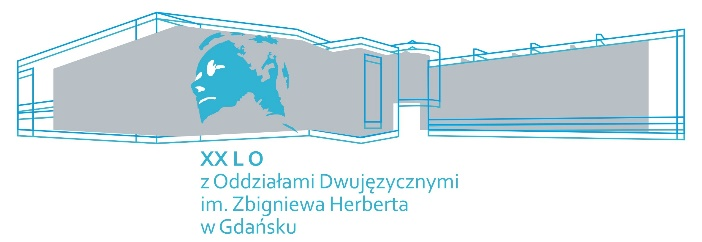 XX L O
z Oddziałami Dwujęzycznymi
im. Zbigniewa Herberta
w Gdańsku